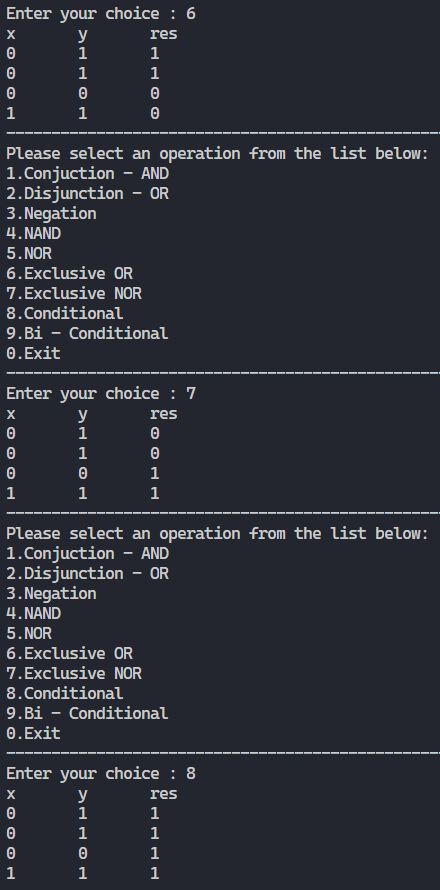 Enter your choice : 6
x y res
0 1 1
0 1 1
0 0 0
1 1 0
------------------------------------------------
Please select an operation from the list below:
1.Conjuction - AND
2.Disjunction - OR
3.Negation
4.NAND
5.NOR
6.Exclusive OR
7.Exclusive NOR
8.Conditional
9.Bi - Conditional
0.Exit
------------------------------------------------
Enter your choice : 7
x y res
0 1 0
0 1 0
0 0 1
1 1 1
------------------------------------------------
Please select an operation from the list below:
1.Conjuction - AND
2.Disjunction - OR
3.Negation
4.NAND
5.NOR
6.Exclusive OR
7.Exclusive NOR
8.Conditional
9.Bi - Conditional
0.Exit
------------------------------------------------
Enter your choice : 8
x y res
0 1 1
0 1 1
0 0 1
1 1 1